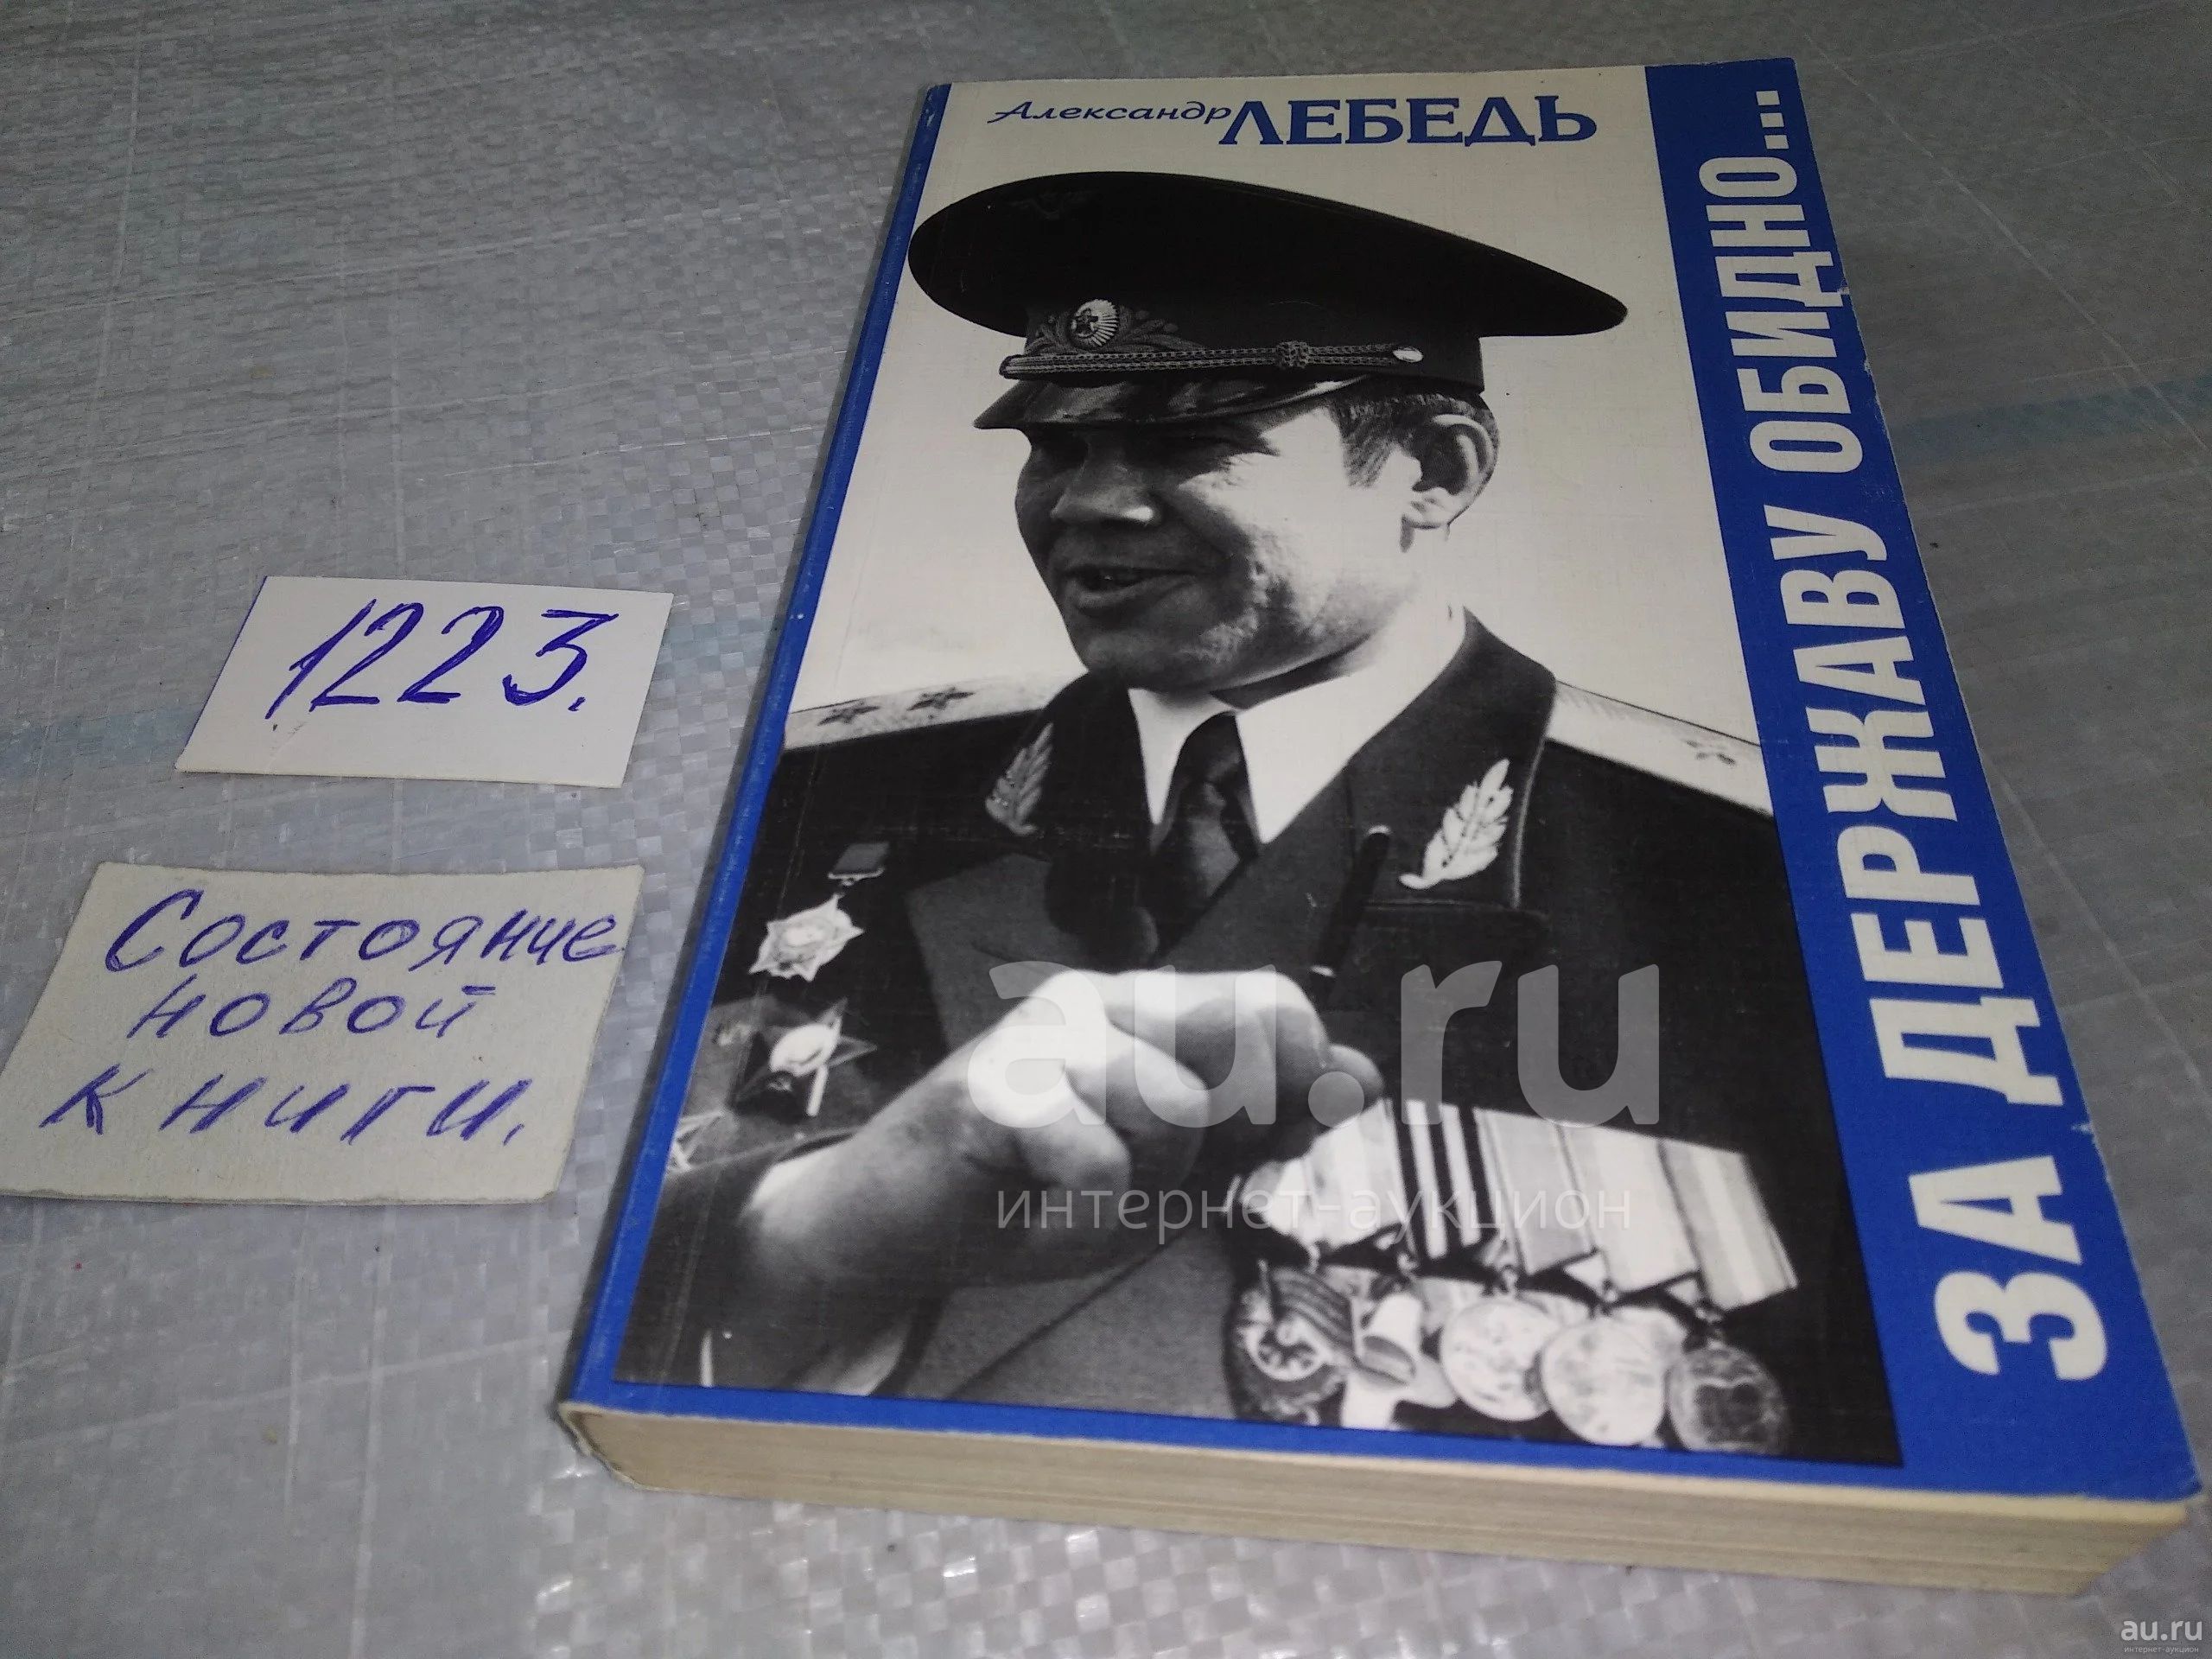 Александр ЛЕБЕДЬ
ЗА ДЕРЖАВУ ОБИДНО...
1223.
Состояние
новой
книги.
au.ru
интернет-аукцион
au.ru
интернет-аукцион